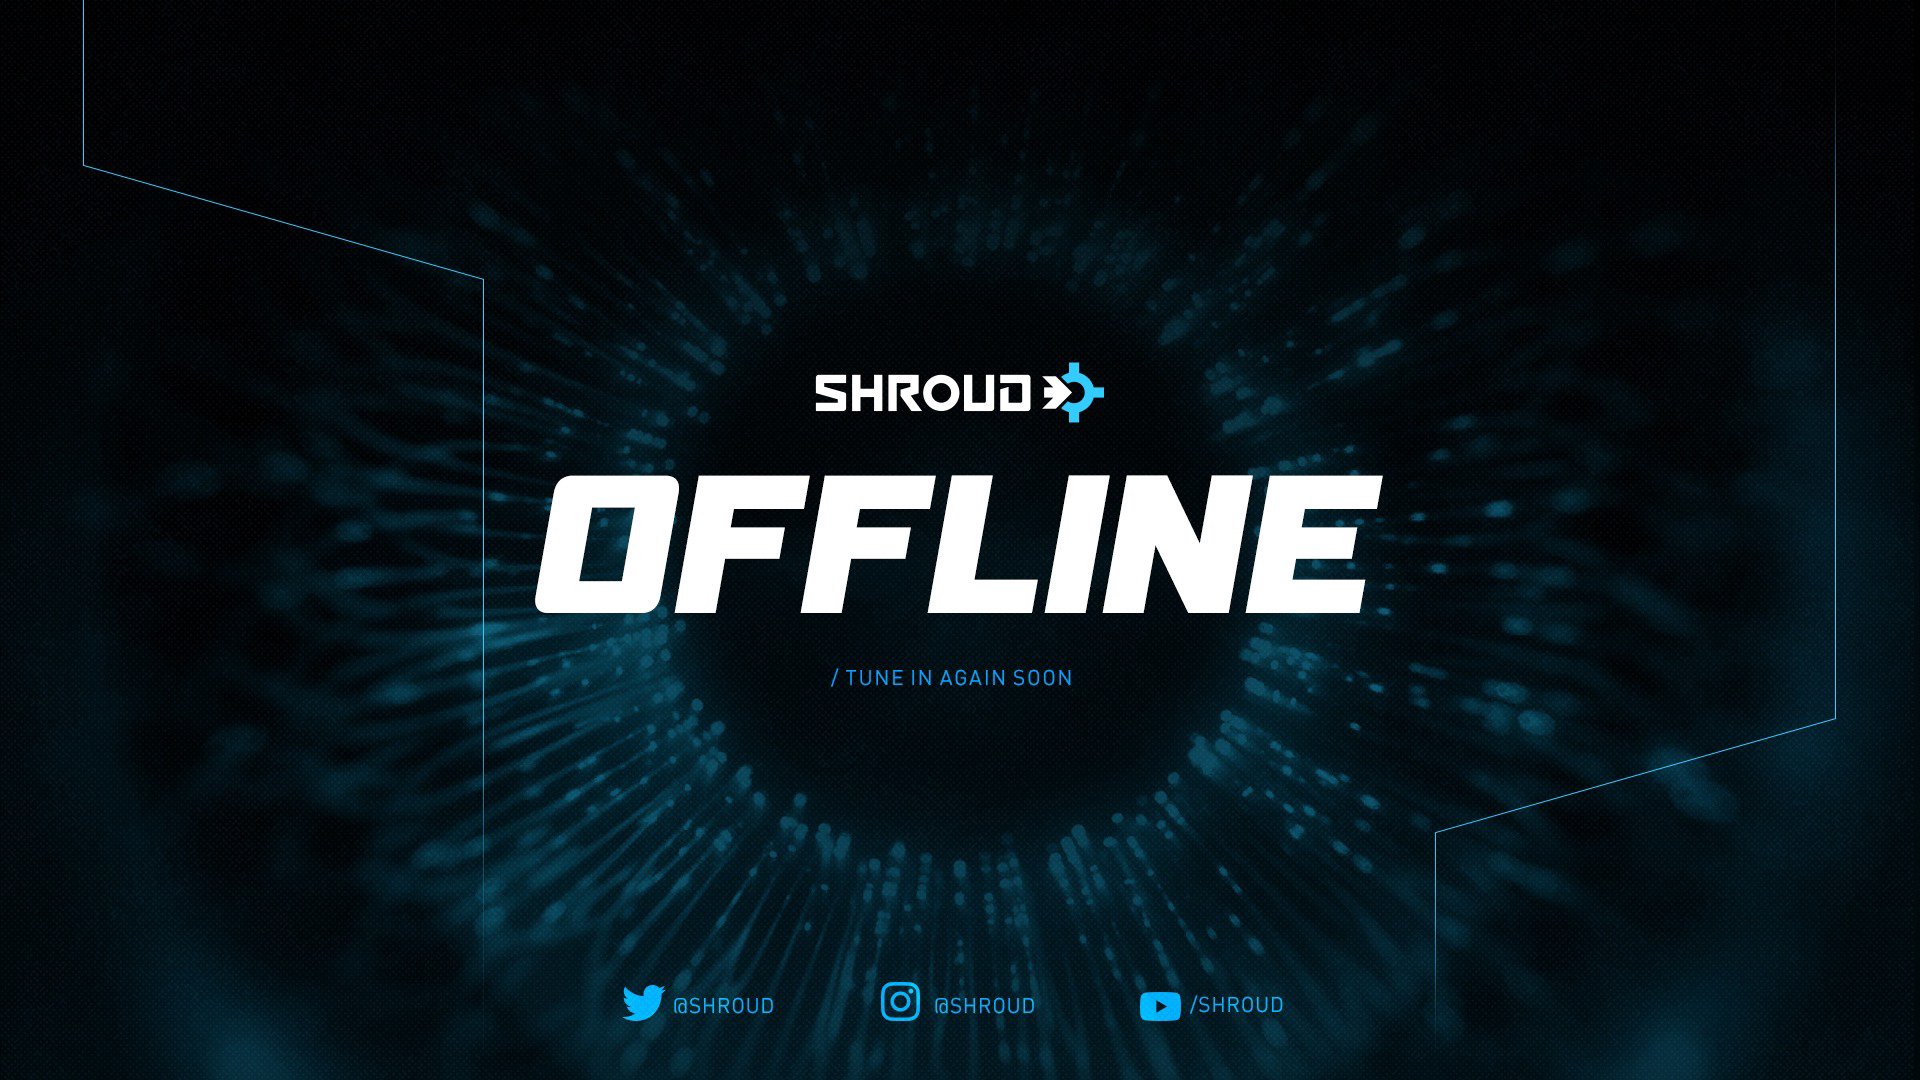 SHROUD
OFFLINE
/ TUNE IN AGAIN SOON
@SHROUD
@SHROUD
/SHROUD